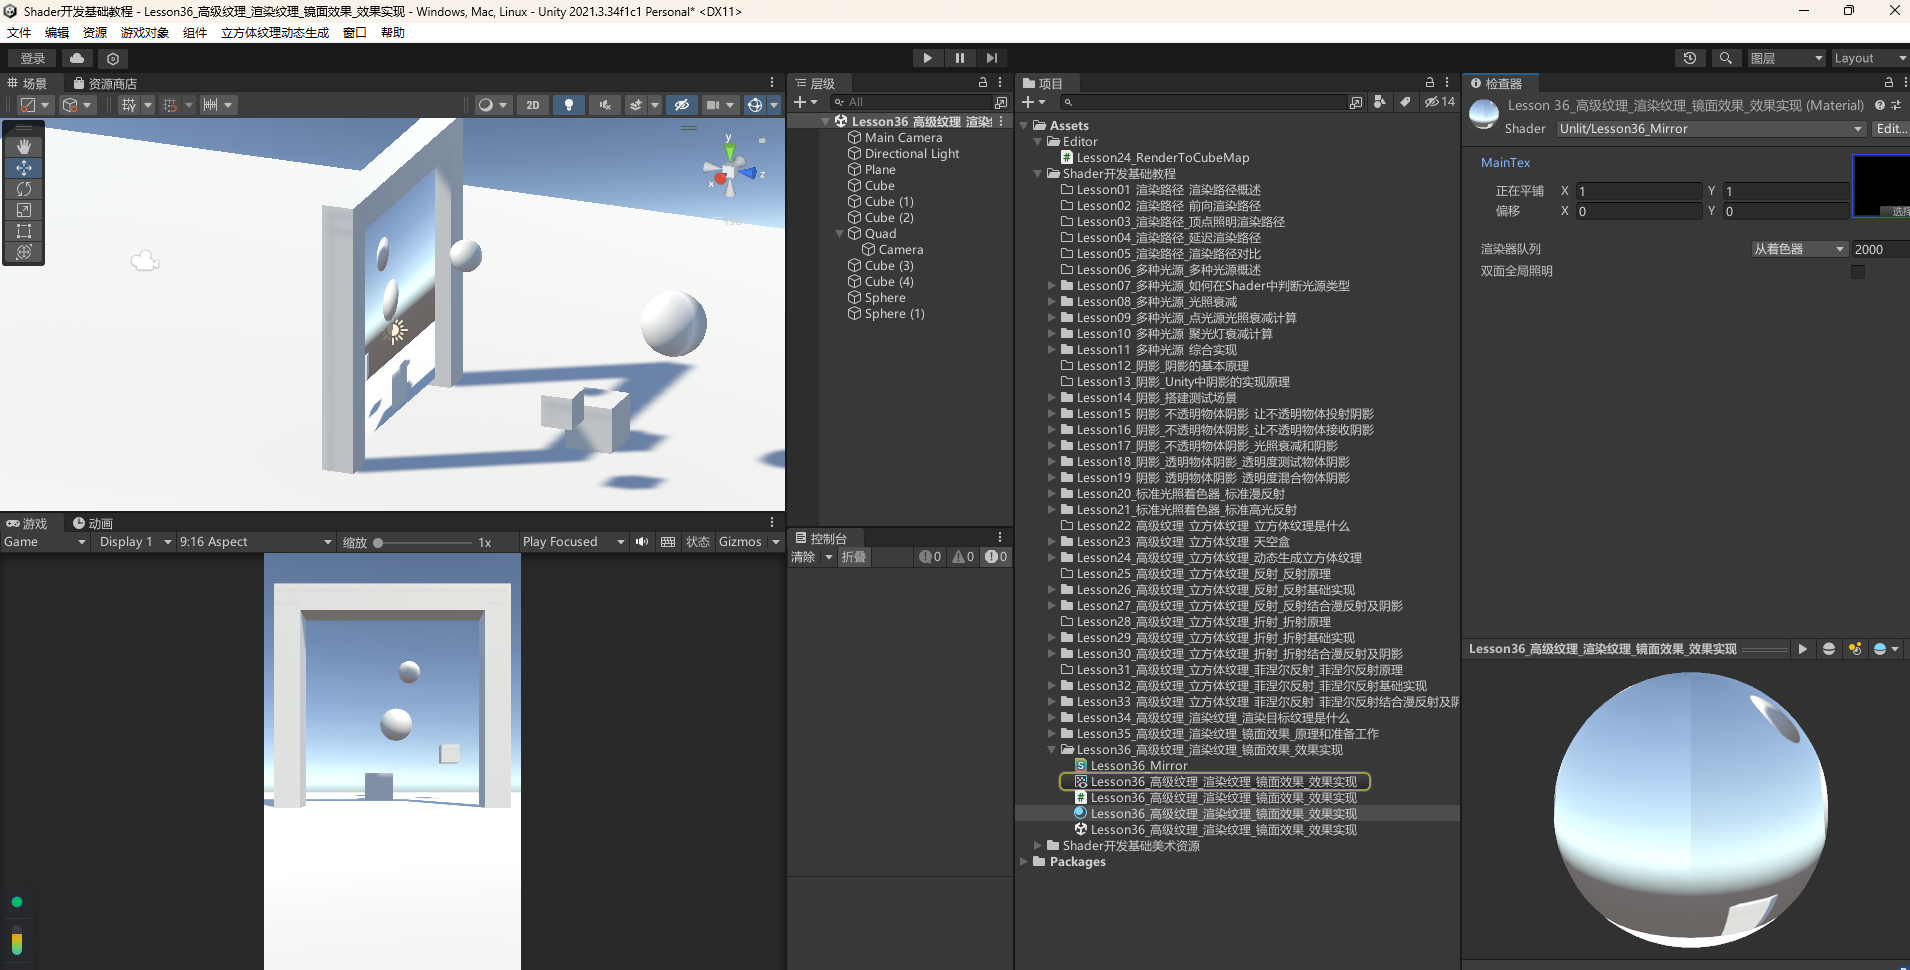 Shader开发基础教程 - Lesson36_高级纹理_渲染纹理_镜面效果_效果实现 - Windows, Mac, Linux - Unity 2021.3.34f1c1 Personal* <DX11>
文件 编辑 资源 游戏对象 组件 立方体纹理动态生成 窗口 帮助
登录 图层 Layout
场景 资源商店
2D
y
x
z
游戏 动画
Game Display 1 9:16 Aspect 缩放 1x Play Focused 状态 Gizmos
层级
All
Lesson36_高级纹理_渲染
Main Camera
Directional Light
Plane
Cube
Cube (1)
Cube (2)
Quad
Camera
Cube (3)
Cube (4)
Sphere
Sphere (1)
控制台
清除 折叠 0 0 0
项目
14
Assets
Editor
Lesson24_RenderToCubeMap
Shader开发基础教程
Lesson01_渲染路径_渲染路径概述
Lesson02_渲染路径_前向渲染路径
Lesson03_渲染路径_顶点照明渲染路径
Lesson04_渲染路径_延迟渲染路径
Lesson05_渲染路径_渲染路径对比
Lesson06_多种光源_多种光源概述
Lesson07_多种光源_如何在Shader中判断光源类型
Lesson08_多种光源_光照衰减
Lesson09_多种光源_点光源光照衰减计算
Lesson10_多种光源_聚光灯衰减计算
Lesson11_多种光源_综合实现
Lesson12_阴影_阴影的基本原理
Lesson13_阴影_Unity中阴影的实现原理
Lesson14_阴影_搭建测试场景
Lesson15_阴影_不透明物体阴影_让不透明物体投射阴影
Lesson16_阴影_不透明物体阴影_让不透明物体接收阴影
Lesson17_阴影_不透明物体阴影_光照衰减和阴影
Lesson18_阴影_透明物体阴影_透明度测试物体阴影
Lesson19_阴影_透明物体阴影_透明度混合物体阴影
Lesson20_标准光照着色器_标准漫反射
Lesson21_标准光照着色器_标准高光反射
Lesson22_高级纹理_立方体纹理_立方体纹理是什么
Lesson23_高级纹理_立方体纹理_天空盒
Lesson24_高级纹理_立方体纹理_动态生成立方体纹理
Lesson25_高级纹理_立方体纹理_反射_反射原理
Lesson26_高级纹理_立方体纹理_反射_反射基础实现
Lesson27_高级纹理_立方体纹理_反射_反射结合漫反射及阴影
Lesson28_高级纹理_立方体纹理_折射_折射原理
Lesson29_高级纹理_立方体纹理_折射_折射基础实现
Lesson30_高级纹理_立方体纹理_折射_折射结合漫反射及阴影
Lesson31_高级纹理_立方体纹理_菲涅尔反射_菲涅尔反射原理
Lesson32_高级纹理_立方体纹理_菲涅尔反射_菲涅尔反射基础实现
Lesson33_高级纹理_立方体纹理_菲涅尔反射_菲涅尔反射结合漫反射及阴
Lesson34_高级纹理_渲染纹理_渲染目标纹理是什么
Lesson35_高级纹理_渲染纹理_镜面效果_原理和准备工作
Lesson36_高级纹理_渲染纹理_镜面效果_效果实现
Lesson36_Mirror
Lesson36_高级纹理_渲染纹理_镜面效果_效果实现
Lesson36_高级纹理_渲染纹理_镜面效果_效果实现
Lesson36_高级纹理_渲染纹理_镜面效果_效果实现
Lesson36_高级纹理_渲染纹理_镜面效果_效果实现
Shader开发基础美术资源
Packages
检查器
Lesson 36_高级纹理_渲染纹理_镜面效果_效果实现 (Material)
Shader Unlit/Lesson36_Mirror Edit...
MainTex
正在平铺 X 1 Y 1
偏移 X 0 Y 0
选择
渲染器队列 从着色器 2000
双面全局照明
Lesson36_高级纹理_渲染纹理_镜面效果_效果实现